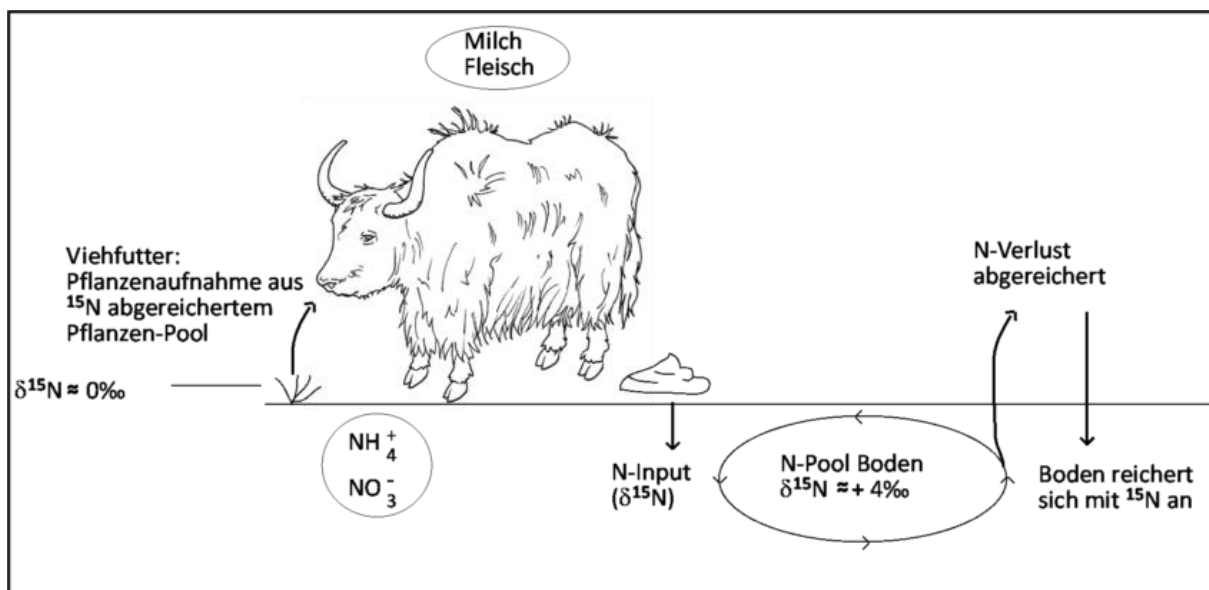 Milch
Fleisch
Viehfutter:
Pflanzenaufnahme aus
¹⁵N abgereichertem
Pflanzen-Pool
δ¹⁵N ≈ 0‰
NH₄⁺
NO₃⁻
N-Input
(δ¹⁵N)
N-Pool Boden
δ¹⁵N ≈ + 4‰
N-Verlust
abgereichert
Boden reichert
sich mit ¹⁵N an